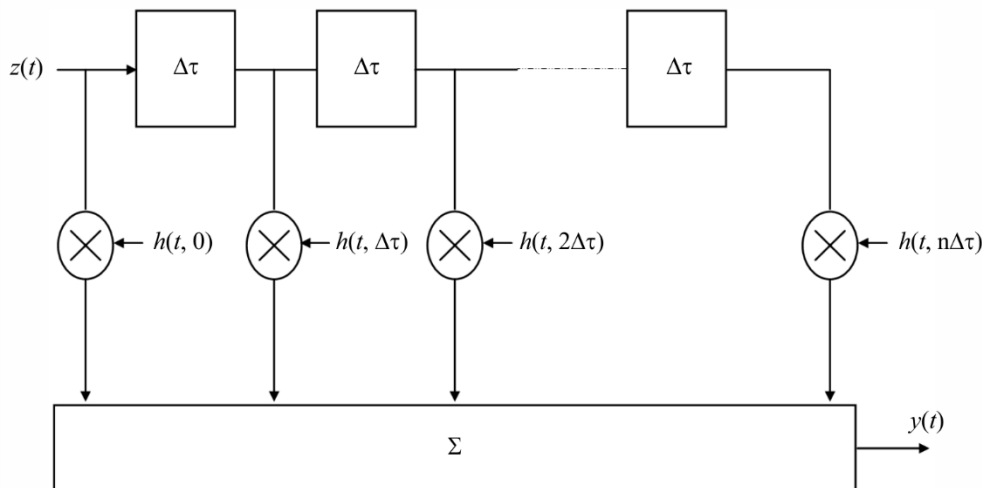 z(t)
Δτ
Δτ
Δτ
h(t, 0)
h(t, Δτ)
h(t, 2Δτ)
h(t, nΔτ)
Σ
y(t)